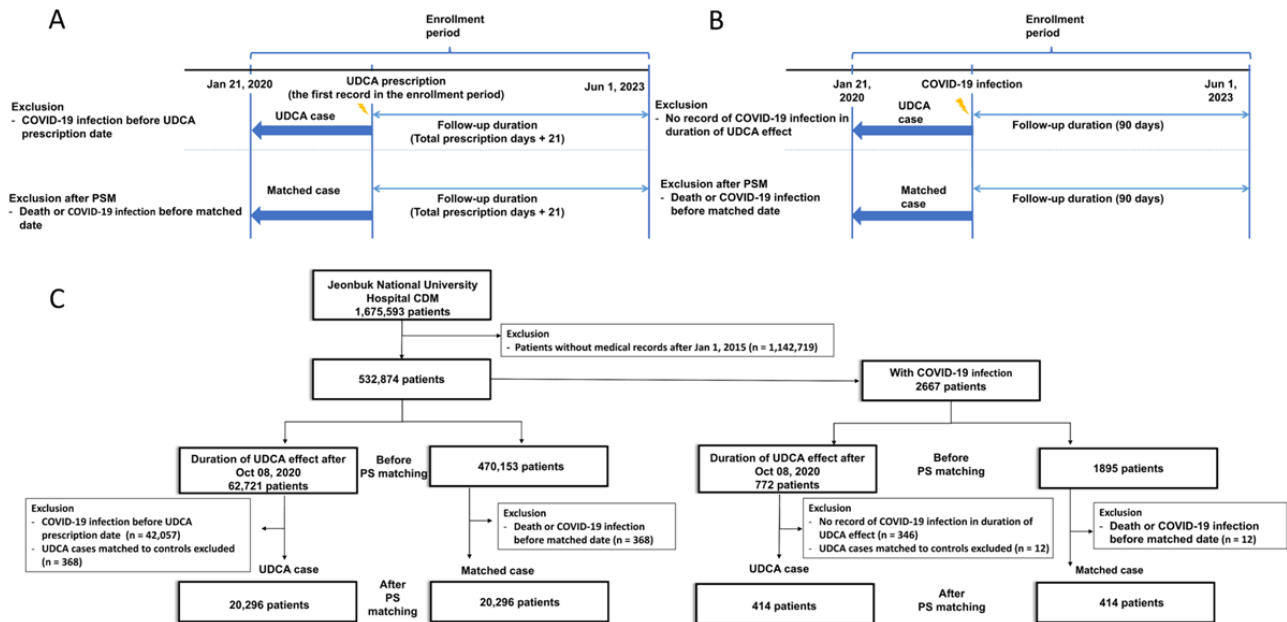 A
Enrollment
period
Jan 21, 2020
UDCA prescription
(the first record in the enrollment period)
Jun 1, 2023
Exclusion
- COVID-19 infection before UDCA
prescription date
UDCA case
Follow-up duration
(Total prescription days + 21)
Exclusion after PSM
- Death or COVID-19 infection before matched
date
Matched case
Follow-up duration
(Total prescription days + 21)
B
Enrollment
period
Jan 21,
2020
COVID-19 infection
Jun 1,
2023
Exclusion
- No record of COVID-19 infection in
duration of UDCA effect
UDCA
case
Follow-up duration (90 days)
Exclusion after PSM
- Death or COVID-19 infection
before matched date
Matched
case
Follow-up duration (90 days)
C
Jeonbuk National University
Hospital CDM
1,675,593 patients
Exclusion
- Patients without medical records after Jan 1, 2015 (n = 1,142,719)
532,874 patients
With COVID-19 infection
2667 patients
Duration of UDCA effect after
Oct 08, 2020
62,721 patients
Before
PS matching
470,153 patients
Exclusion
- COVID-19 infection before UDCA
prescription date (n = 42,057)
- UDCA cases matched to controls excluded
(n = 368)
Exclusion
- Death or COVID-19 infection
before matched date (n = 368)
UDCA case
Matched case
20,296 patients
After
PS
matching
20,296 patients
Duration of UDCA effect after
Oct 08, 2020
772 patients
Before
PS matching
1895 patients
Exclusion
- No record of COVID-19 infection in duration of
UDCA effect (n = 346)
- UDCA cases matched to controls excluded (n = 12)
Exclusion
- Death or COVID-19 infection
before matched date (n = 12)
UDCA case
Matched case
414 patients
After
PS matching
414 patients